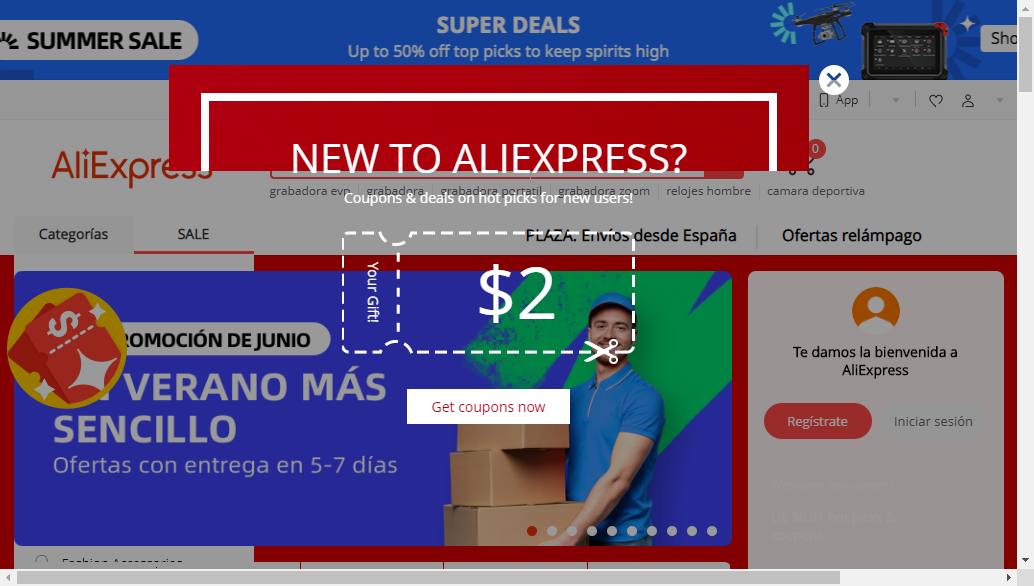 SUMMER SALE
SUPER DEALS
Up to 50% off top picks to keep spirits high
Sho
App
NEW TO ALIEXPRESS?
AliExpress
0
grabadora evp
grabadora
grabadora portatil
grabadora zoom
relojes hombre
camara deportiva
Coupons & deals on hot picks for new users!
Categorías
SALE
PLAZA: Envíos desde España
Ofertas relámpago
Your Gift!
$2
PROMOCIÓN DE JUNIO
VERANO MÁS
SENCILLO
Ofertas con entrega en 5-7 días
Get coupons now
Te damos la bienvenida a
AliExpress
Regístrate
Iniciar sesión
Fashion Accessories